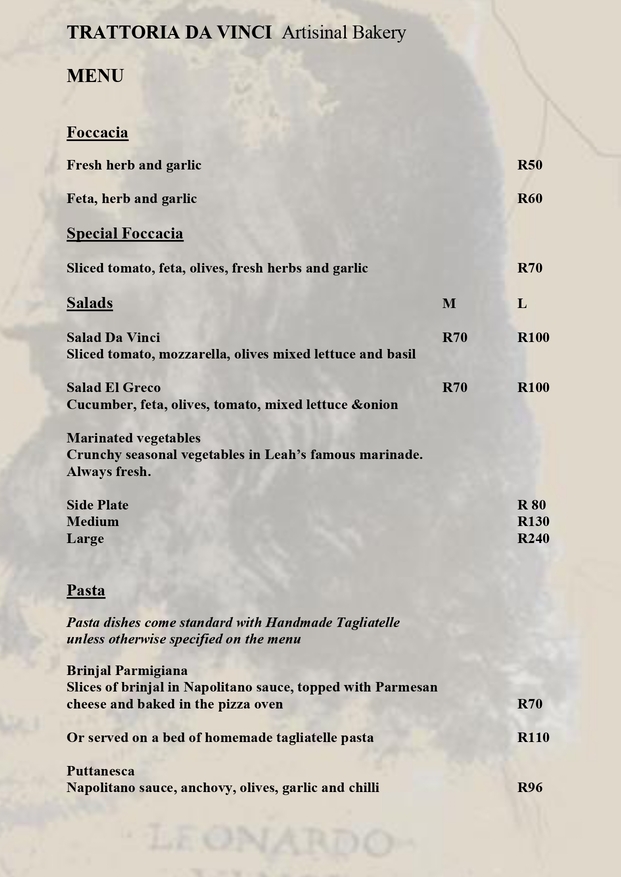 TRATTORIA DA VINCI Artisinal Bakery
MENU
Foccacia
Fresh herb and garlic R50
Feta, herb and garlic R60
Special Foccacia
Sliced tomato, feta, olives, fresh herbs and garlic R70
Salads M L
Salad Da Vinci R70 R100
Sliced tomato, mozzarella, olives mixed lettuce and basil
Salad El Greco R70 R100
Cucumber, feta, olives, tomato, mixed lettuce &onion
Marinated vegetables
Crunchy seasonal vegetables in Leah's famous marinade.
Always fresh.
Side Plate R 80
Medium R130
Large R240
Pasta
Pasta dishes come standard with Handmade Tagliatelle
unless otherwise specified on the menu
Brinjal Parmigiana
Slices of brinjal in Napolitano sauce, topped with Parmesan
cheese and baked in the pizza oven R70
Or served on a bed of homemade tagliatelle pasta R110
Puttanesca
Napolitano sauce, anchovy, olives, garlic and chilli R96
LEONARDO